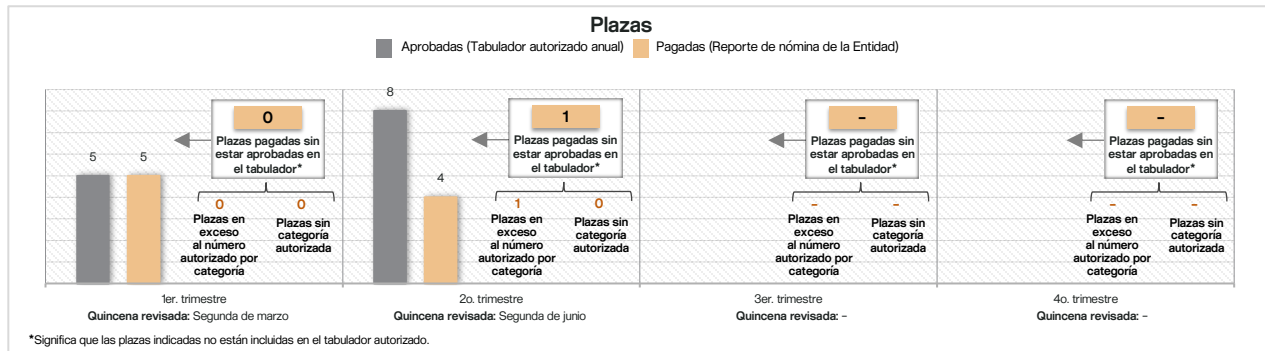 Plazas
Aprobadas (Tabulador autorizado anual) Pagadas (Reporte de nómina de la Entidad)
5
5
0
Plazas pagadas sin
estar aprobadas en
el tabulador*
0
Plazas en
exceso
al número
autorizado por
categoría
0
Plazas sin
categoría
autorizada
1er. trimestre
Quincena revisada: Segunda de marzo
8
4
1
Plazas pagadas sin
estar aprobadas en
el tabulador*
1
Plazas en
exceso
al número
autorizado por
categoría
0
Plazas sin
categoría
autorizada
2o. trimestre
Quincena revisada: Segunda de junio
-
Plazas pagadas sin
estar aprobadas en
el tabulador*
-
Plazas en
exceso
al número
autorizado por
categoría
-
Plazas sin
categoría
autorizada
3er. trimestre
Quincena revisada: -
-
Plazas pagadas sin
estar aprobadas en
el tabulador*
-
Plazas en
exceso
al número
autorizado por
categoría
-
Plazas sin
categoría
autorizada
4o. trimestre
Quincena revisada: -
*Significa que las plazas indicadas no están incluidas en el tabulador autorizado.